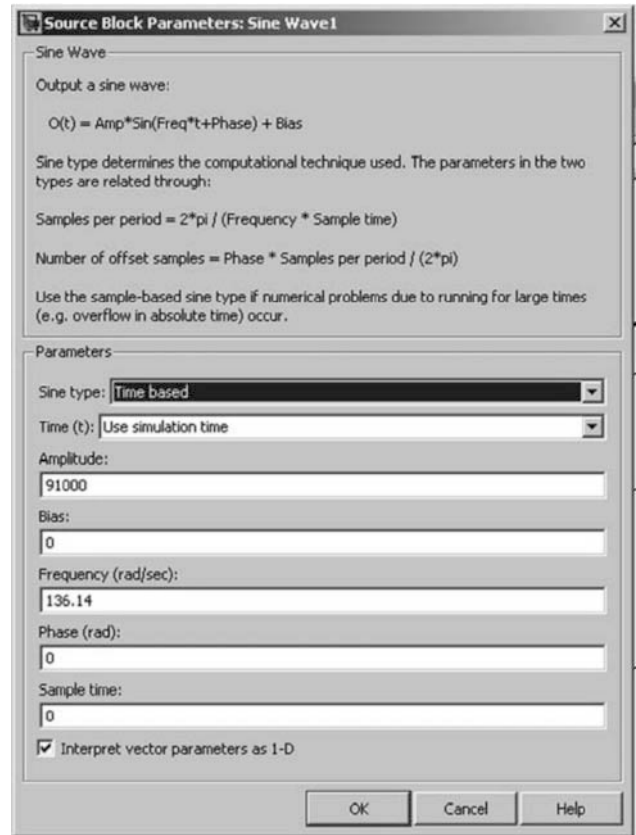 Source Block Parameters: Sine Wave1
Sine Wave
Output a sine wave:
O(t) = Amp*Sin(Freq*t+Phase) + Bias
Sine type determines the computational technique used. The parameters in the two
types are related through:
Samples per period = 2*pi / (Frequency * Sample time)
Number of offset samples = Phase * Samples per period / (2*pi)
Use the sample-based sine type if numerical problems due to running for large times
(e.g. overflow in absolute time) occur.
Parameters
Sine type: Time based
Time (t): Use simulation time
Amplitude:
91000
Bias:
0
Frequency (rad/sec):
136.14
Phase (rad):
0
Sample time:
0
Interpret vector parameters as 1-D
OK Cancel Help